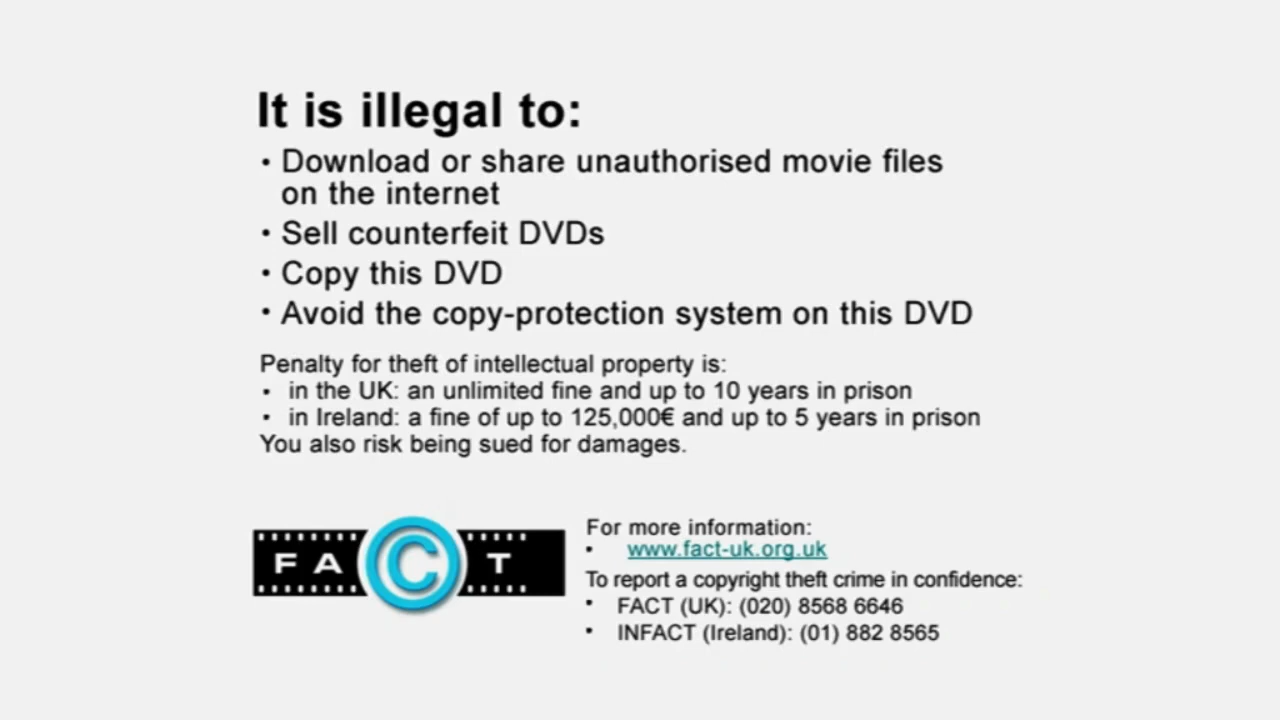 It is illegal to:
• Download or share unauthorised movie files
on the internet
• Sell counterfeit DVDs
• Copy this DVD
• Avoid the copy-protection system on this DVD
Penalty for theft of intellectual property is:
• in the UK: an unlimited fine and up to 10 years in prison
• in Ireland: a fine of up to 125,000€ and up to 5 years in prison
You also risk being sued for damages.
FA©T
For more information:
• www.fact-uk.org.uk
To report a copyright theft crime in confidence:
• FACT (UK): (020) 8568 6646
• INFACT (Ireland): (01) 882 8565